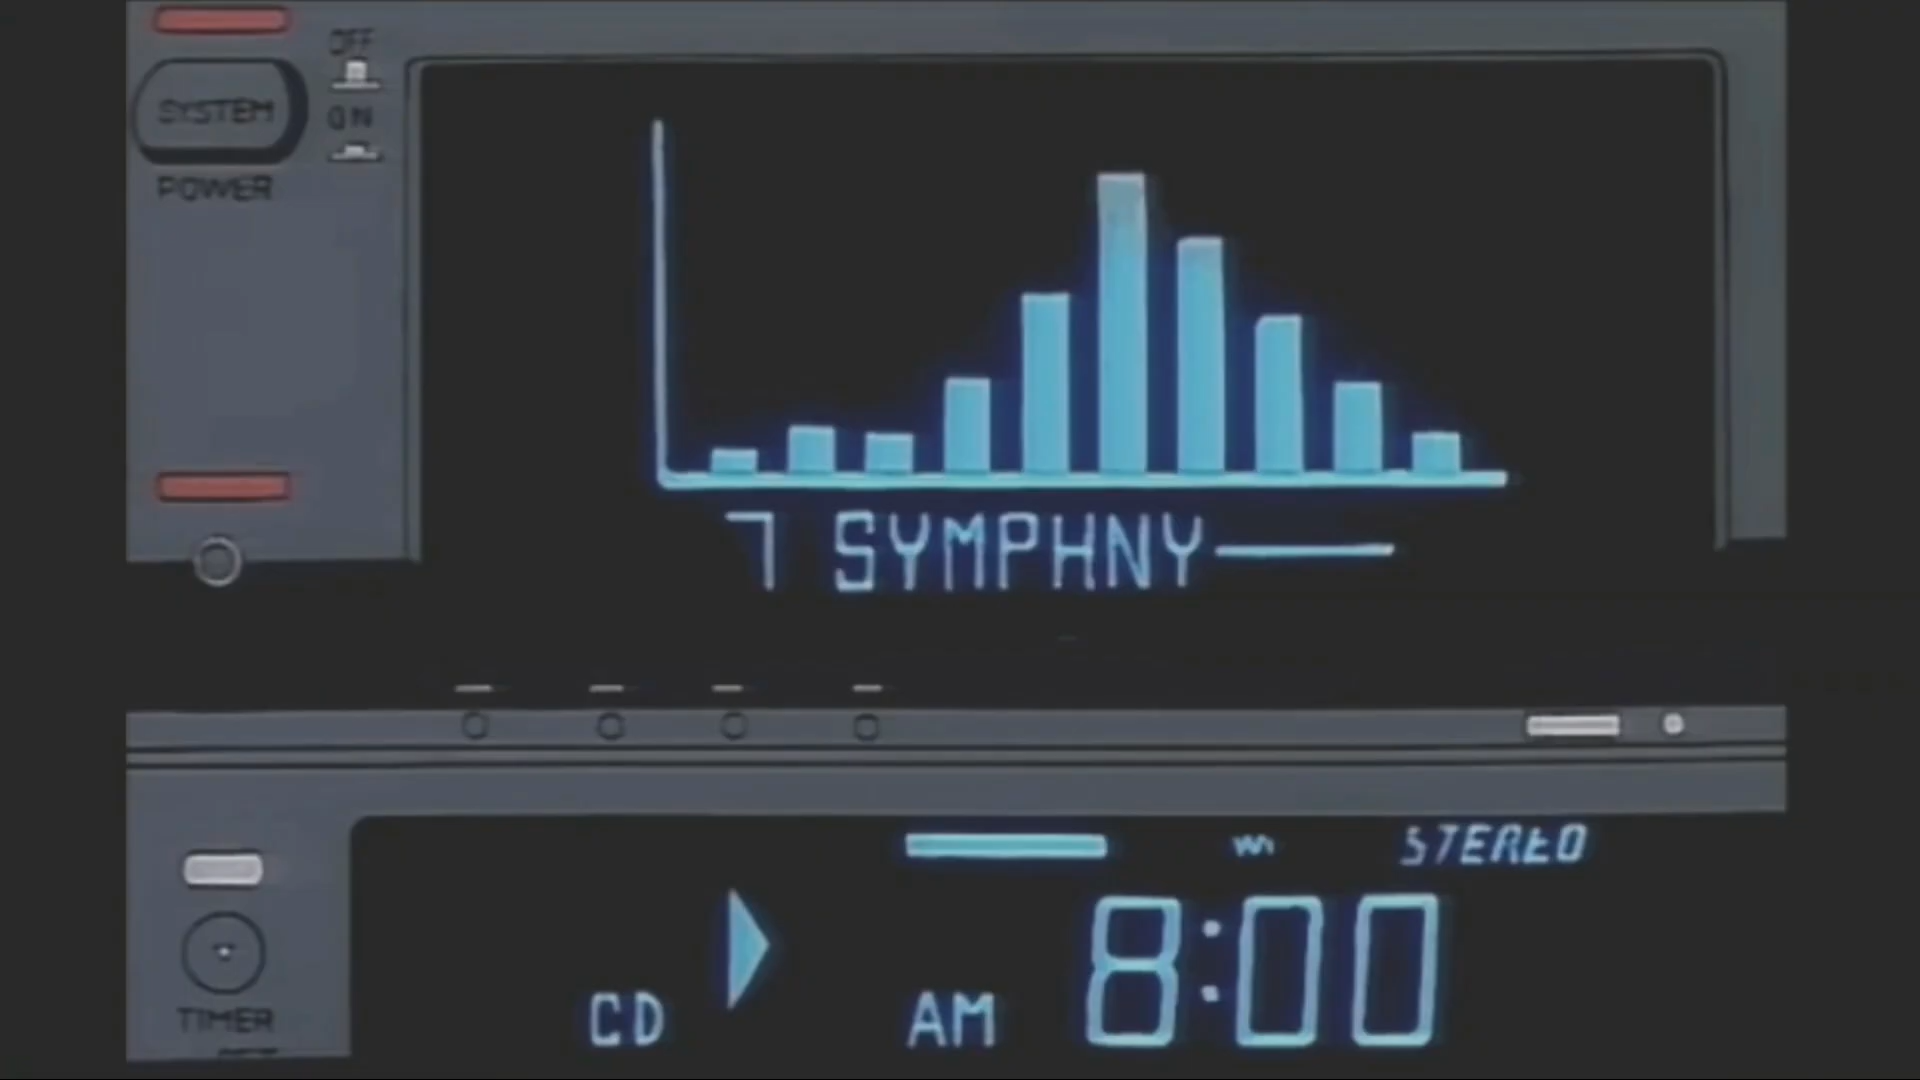 OFF
SYSTEM
ON
POWER
7 SYMPHNY
STEREO
8:00
CD
AM
TIMER